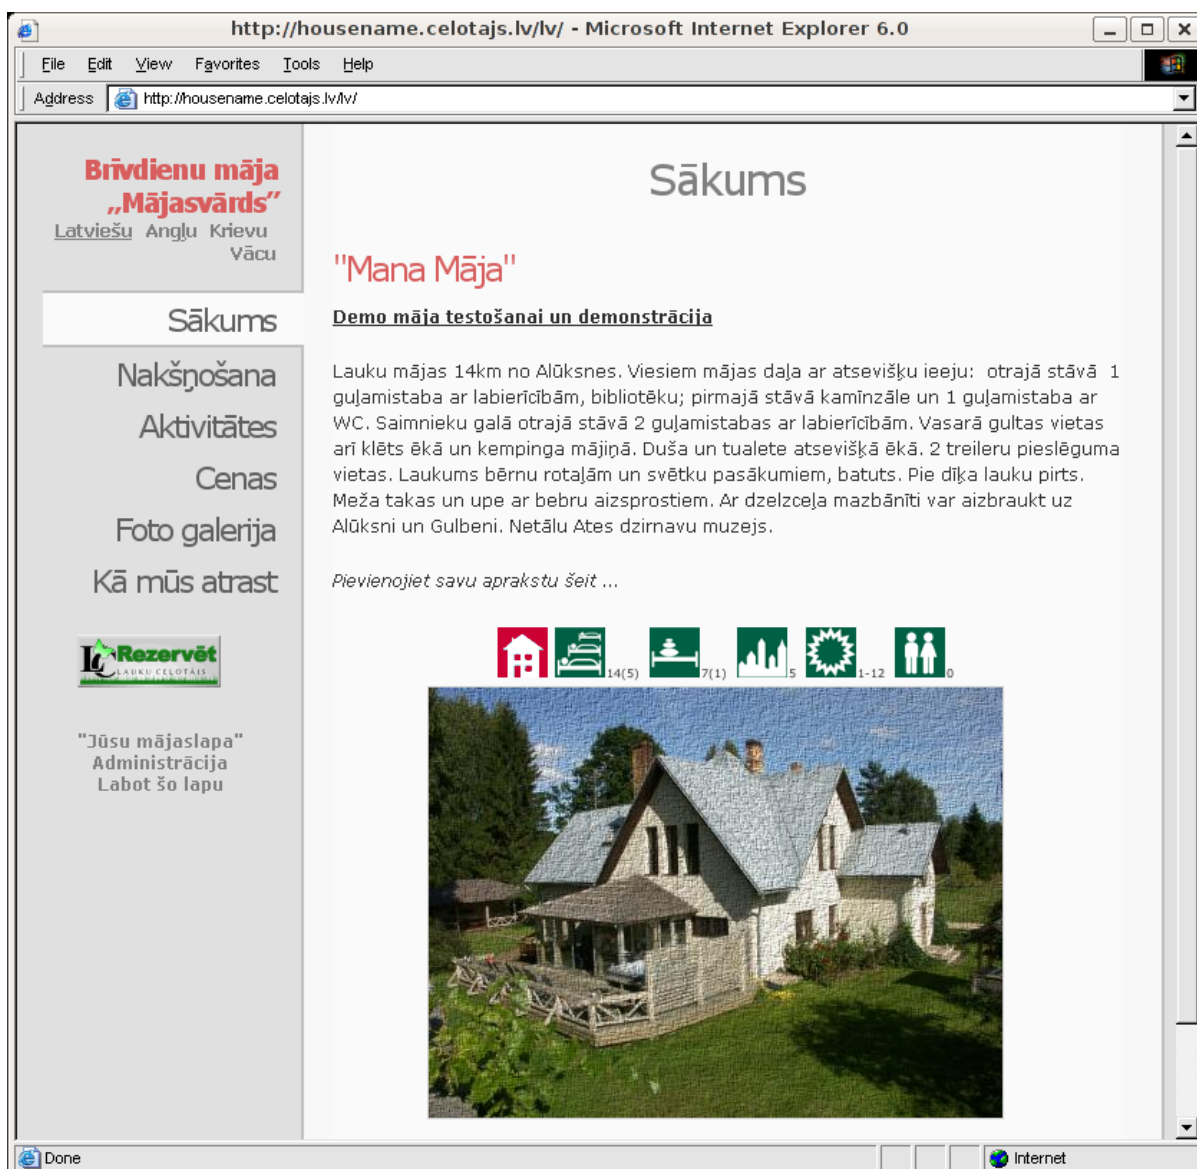 http://housename.celotajs.lv/lv/ - Microsoft Internet Explorer 6.0
File Edit View Favorites Tools Help
Address http://housename.celotajs.lv/lv/
Brīvdienu māja
„Mājasvārds”
Latviešu Angļu Krievu
Vācu
Sākums
Nakšņošana
Aktivitātes
Cenas
Foto galerija
Kā mūs atrast
LC Rezervēt
LAUKU CEĻOTĀJS
"Jūsu mājaslapa"
Administrācija
Labot šo lapu
Sākums
"Mana Māja"
Demo māja testošanai un demonstrācija
Lauku mājas 14km no Alūksnes. Viesiem mājas daļa ar atsevišķu ieeju: otrajā stāvā 1
guļamistaba ar labierīcībām, bibliotēku; pirmajā stāvā kamīnzāle un 1 guļamistaba ar
WC. Saimnieku galā otrajā stāvā 2 guļamistabas ar labierīcībām. Vasarā gultas vietas
arī klēts ēkā un kempinga mājiņā. Duša un tualete atsevišķā ēkā. 2 treileru pieslēguma
vietas. Laukums bērnu rotaļām un svētku pasākumiem, batuts. Pie dīķa lauku pirts.
Meža takas un upe ar bebru aizsprostiem. Ar dzelzceļa mazbānīti var aizbraukt uz
Alūksni un Gulbeni. Netālu Ates dzirnavu muzejs.
Pievienojiet savu aprakstu šeit ...
14(5) 7(1) 5 1-12 0
Done Internet